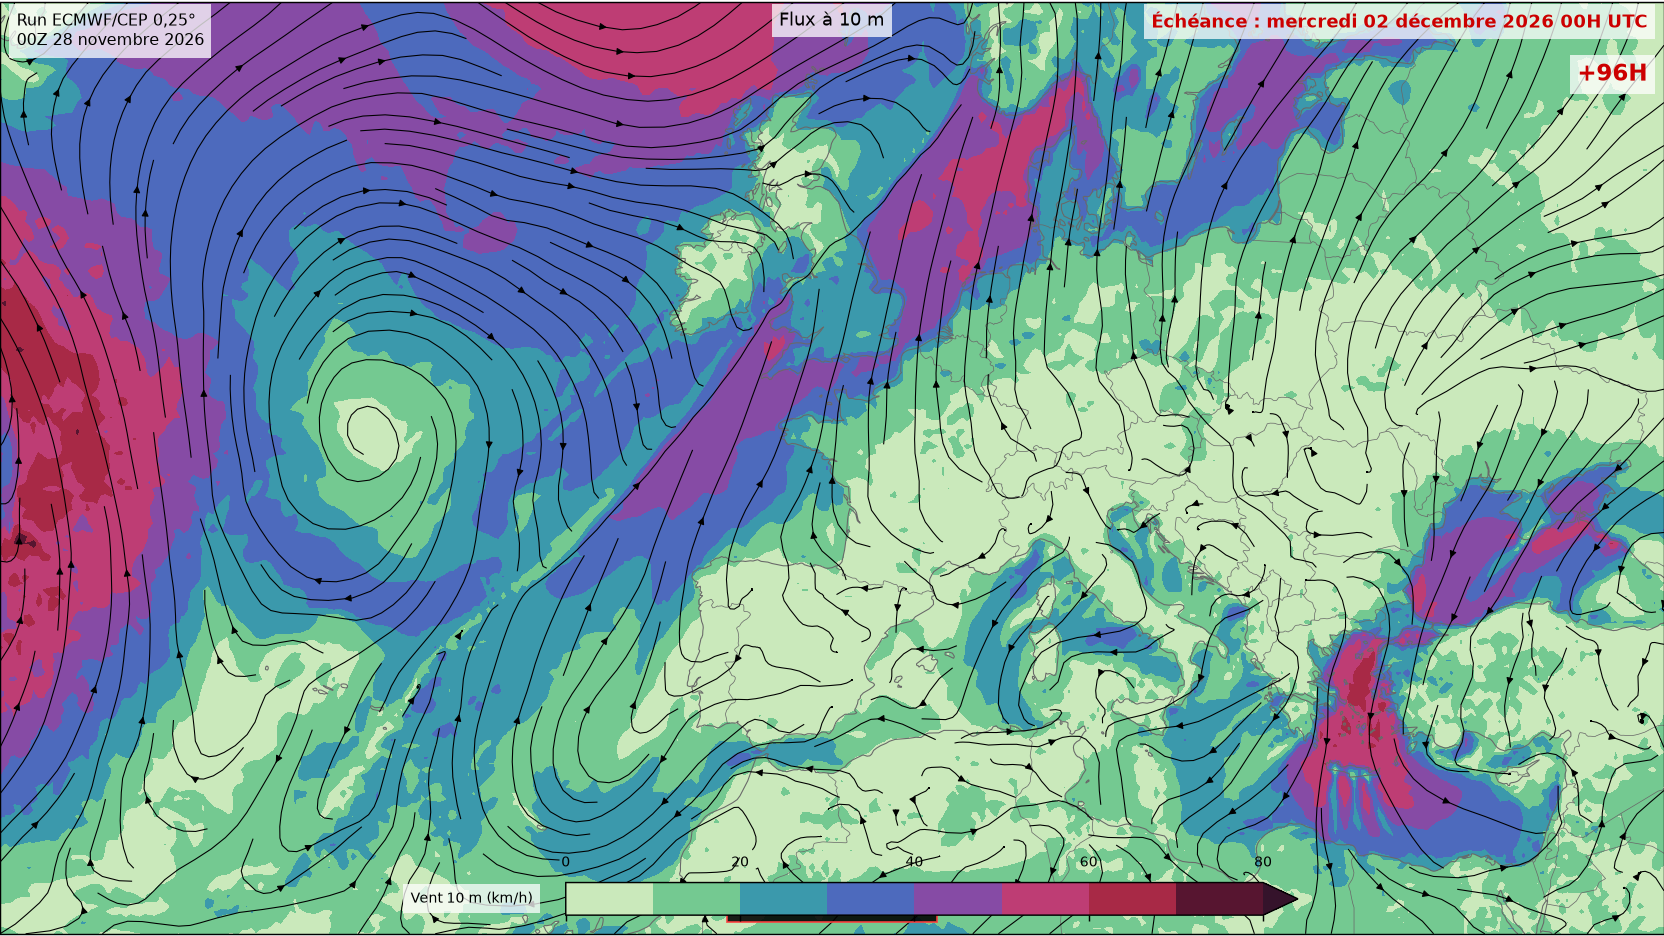 Run ECMWF/CEP 0,25°
00Z 28 novembre 2026
Flux à 10 m
Échéance : mercredi 02 décembre 2026 00H UTC
+96H
0 20 40 60 80
Vent 10 m (km/h)